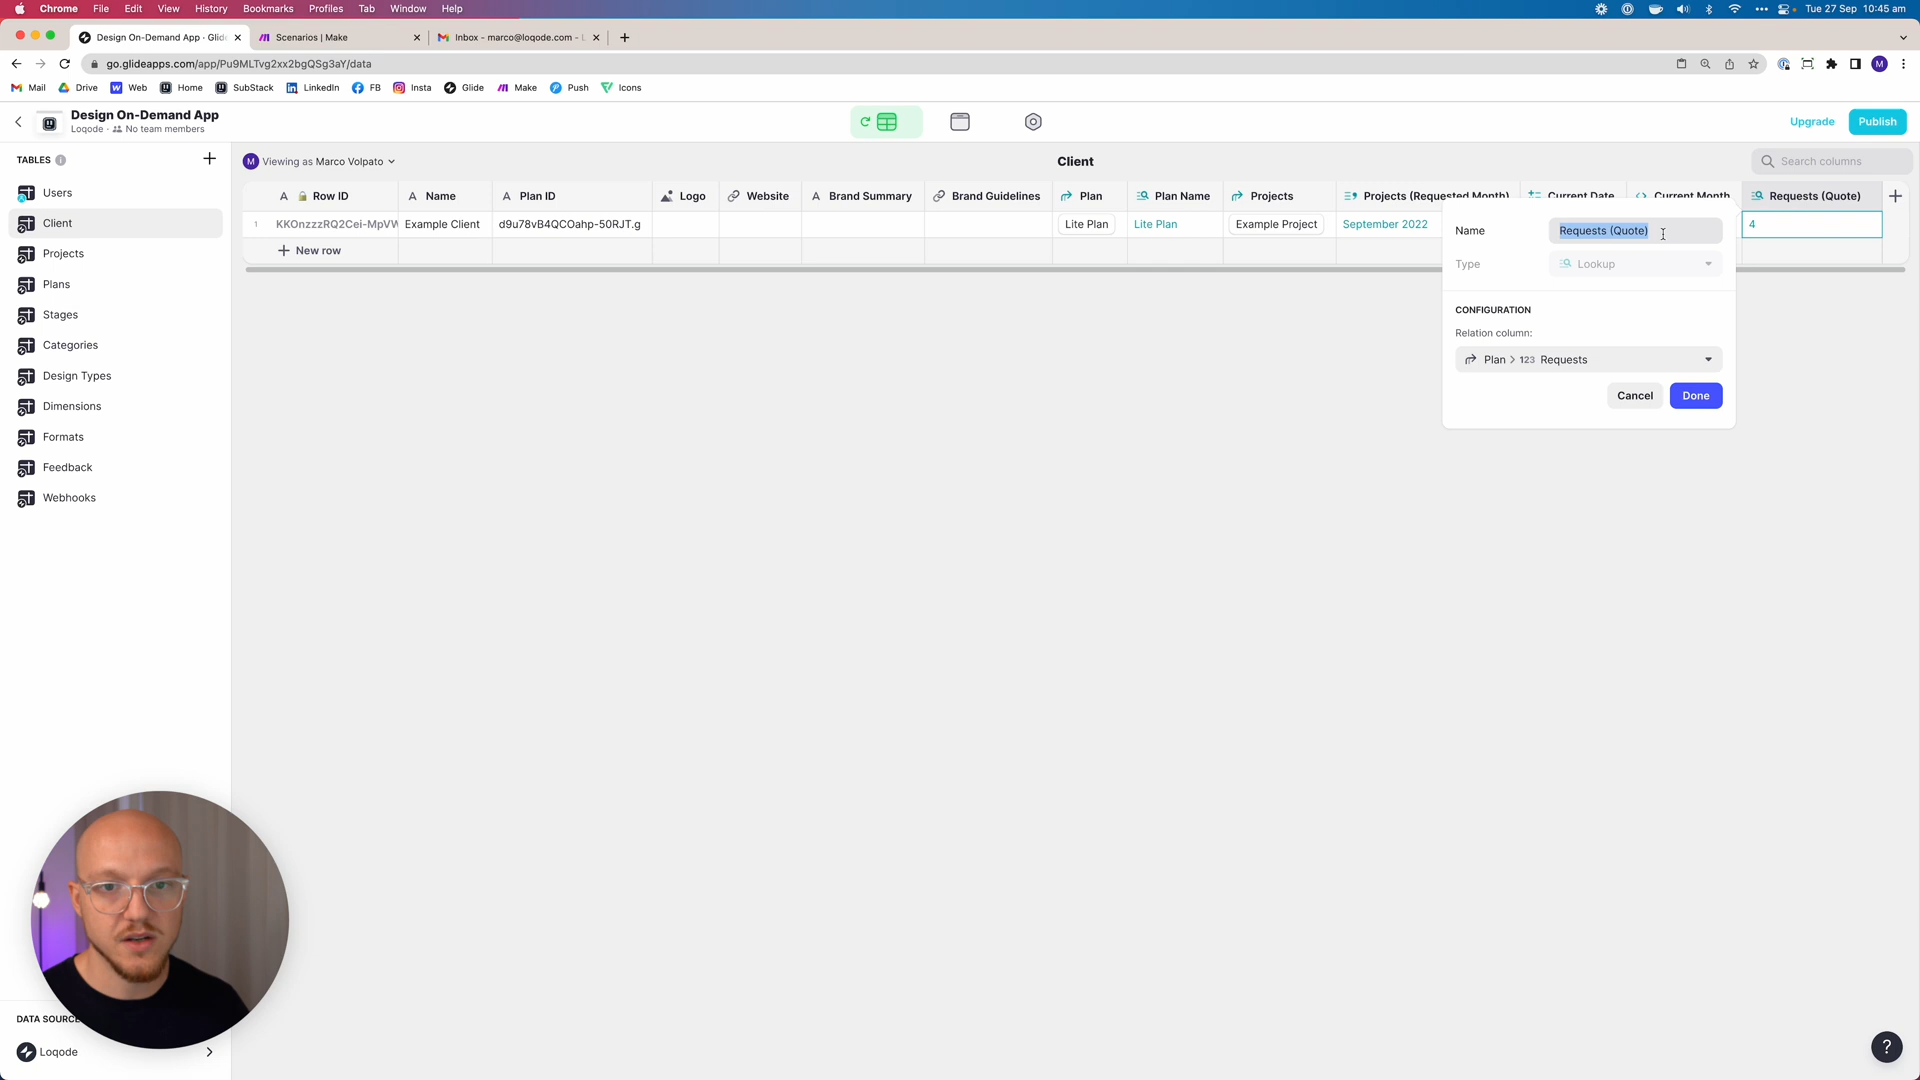 Chrome File Edit View History Bookmarks Profiles Tab Window Help Tue 27 Sep 10:45 am
Design On-Demand App · Glide Scenarios | Make Inbox - marco@loqode.com -
go.glideapps.com/app/Pu9MLTvg2xx2bgQSg3aY/data
Mail Drive Web Home SubStack LinkedIn FB Insta Glide Make Push Icons
Design On-Demand App
Loqode · No team members
Upgrade Publish
TABLES
M Viewing as Marco Volpato
Client
Search columns
Row ID Name Plan ID Logo Website Brand Summary Brand Guidelines Plan Plan Name Projects Projects (Requested Month) Current Date Current Month Requests (Quote)
1 KKOnzzzRQ2Cei-MpVW Example Client d9u78vB4QCOahp-50RJT.g Lite Plan Lite Plan Example Project September 2022 4
New row
Users
Client
Projects
Plans
Stages
Categories
Design Types
Dimensions
Formats
Feedback
Webhooks
Name Requests (Quote)
Type Lookup
CONFIGURATION
Relation column:
Plan > 123 Requests
Cancel Done
DATA SOURC
Loqode
?